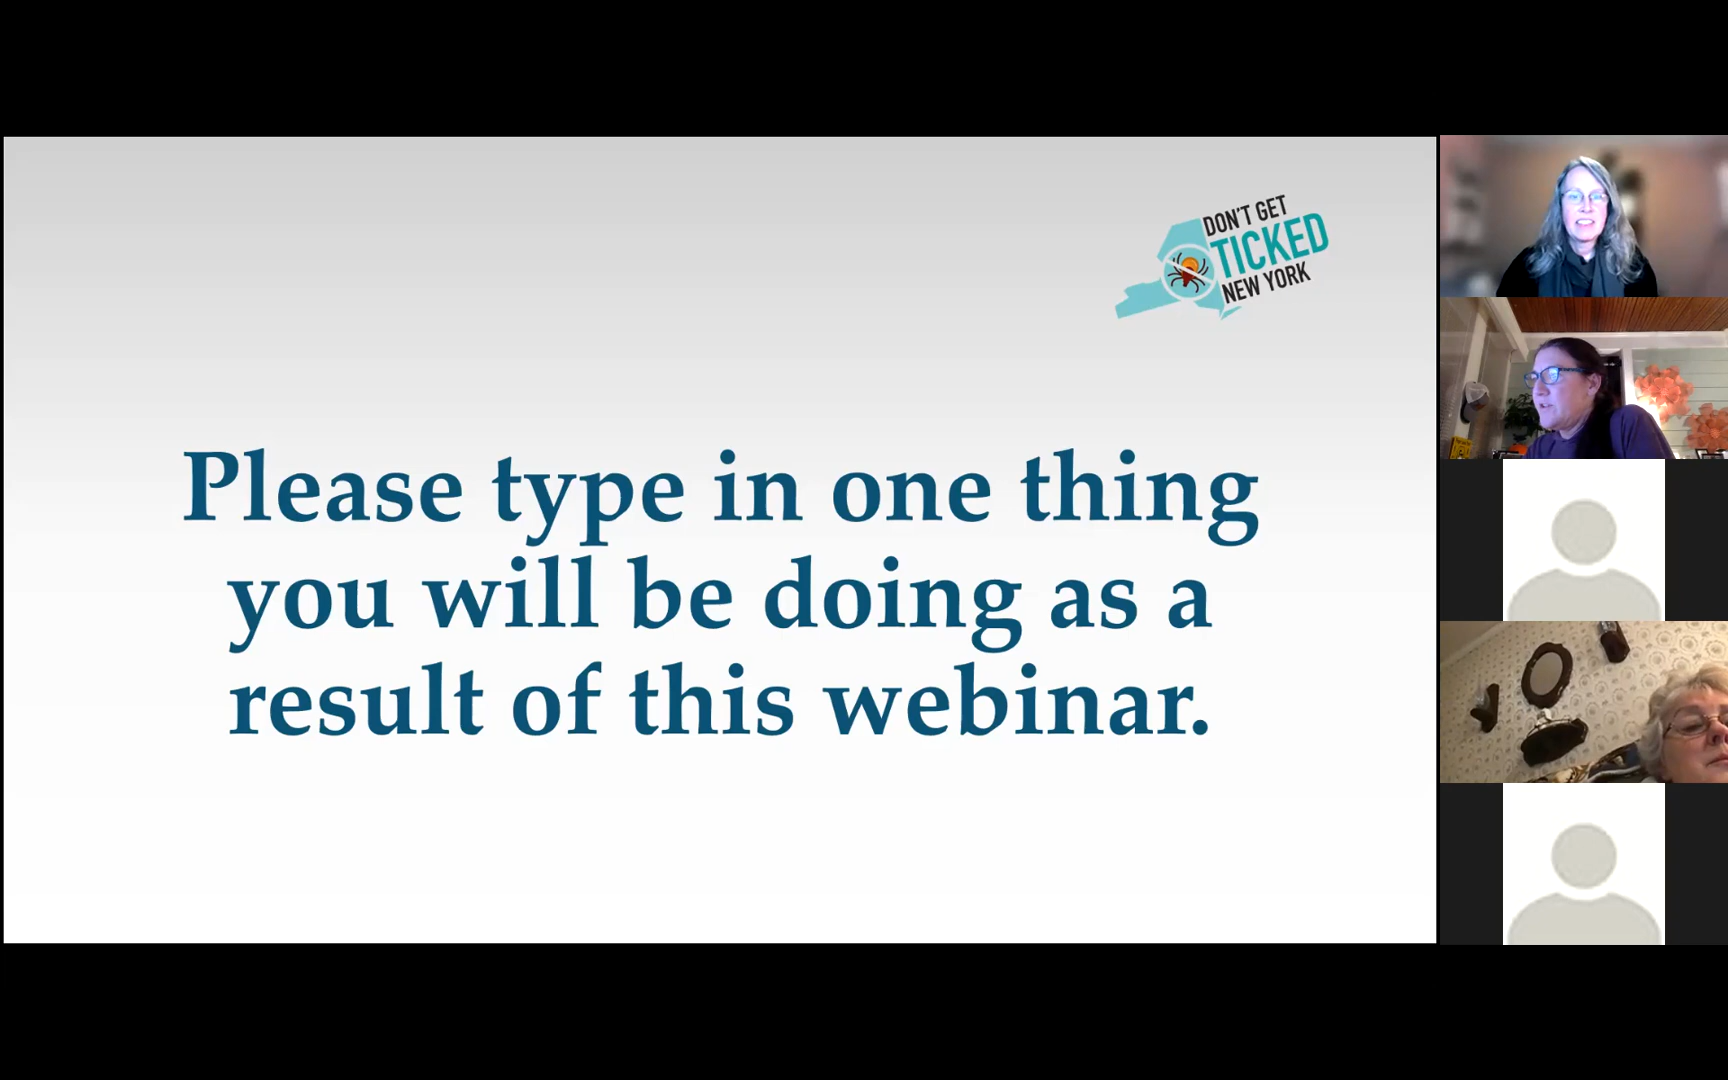 DON'T GET
TICKED
NEW YORK
Please type in one thing
you will be doing as a
result of this webinar.